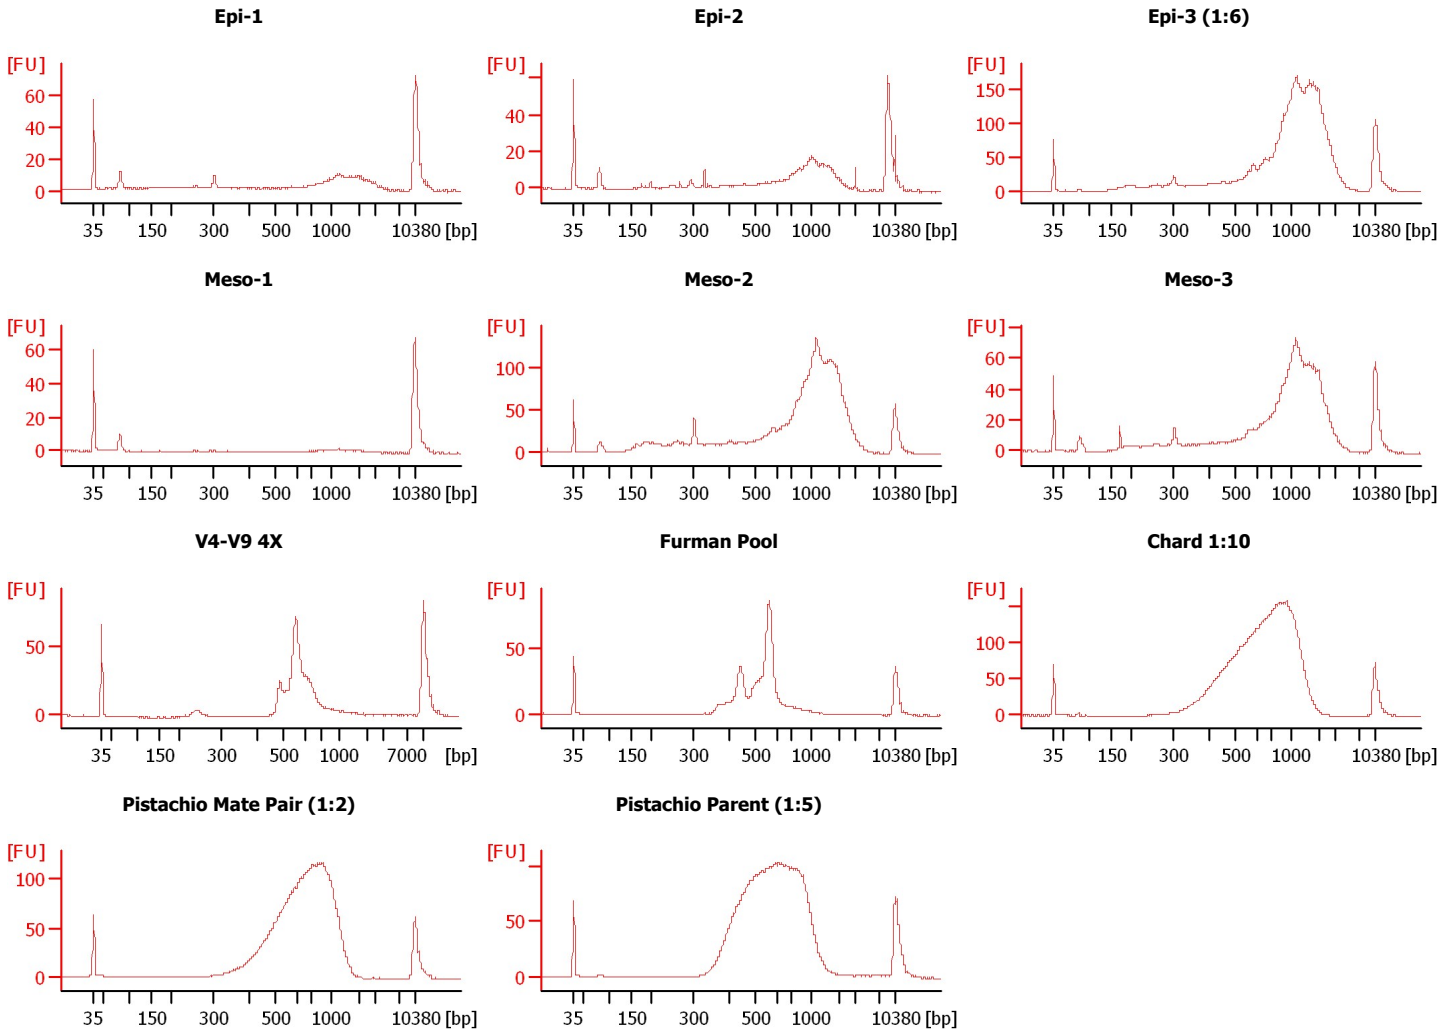 Epi-1 Epi-2 Epi-3 (1:6)
[FU] [FU] [FU]
60 40 20 0
40 20 0
150 100 50 0
35 150 300 500 1000 10380 [bp] 35 150 300 500 1000 10380 [bp] 35 150 300 500 1000 10380 [bp]
Meso-1 Meso-2 Meso-3
[FU] [FU] [FU]
60 40 20 0
100 50 0
60 40 20 0
35 150 300 500 1000 10380 [bp] 35 150 300 500 1000 10380 [bp] 35 150 300 500 1000 10380 [bp]
V4-V9 4X Furman Pool Chard 1:10
[FU] [FU] [FU]
50 0
50 0
100 50 0
35 150 300 500 1000 7000 [bp] 35 150 300 500 1000 10380 [bp] 35 150 300 500 1000 10380 [bp]
Pistachio Mate Pair (1:2) Pistachio Parent (1:5)
[FU] [FU]
100 50 0
50 0
35 150 300 500 1000 10380 [bp] 35 150 300 500 1000 10380 [bp]